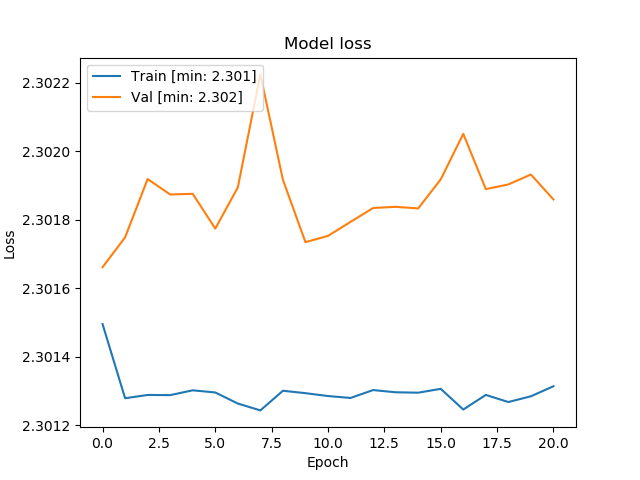 Model loss
Train [min: 2.301]
Val [min: 2.302]
2.3022
2.3020
2.3018
2.3016
2.3014
2.3012
Loss
0.0 2.5 5.0 7.5 10.0 12.5 15.0 17.5 20.0
Epoch